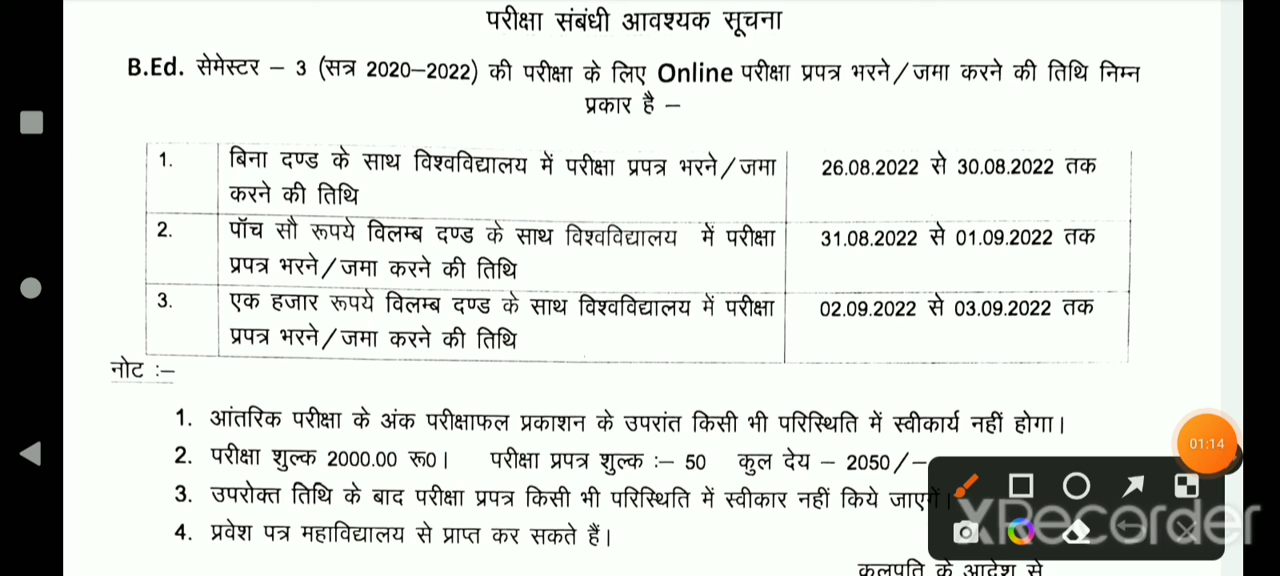 परीक्षा संबंधी आवश्यक सूचना
B.Ed. सेमेस्टर – 3 (सत्र 2020–2022) की परीक्षा के लिए Online परीक्षा प्रपत्र भरने/जमा करने की तिथि निम्न
प्रकार है –
1. बिना दण्ड के साथ विश्वविद्यालय में परीक्षा प्रपत्र भरने/जमा 26.08.2022 से 30.08.2022 तक
करने की तिथि
2. पॉच सौ रूपये विलम्ब दण्ड के साथ विश्वविद्यालय में परीक्षा 31.08.2022 से 01.09.2022 तक
प्रपत्र भरने/जमा करने की तिथि
3. एक हजार रूपये विलम्ब दण्ड के साथ विश्वविद्यालय में परीक्षा 02.09.2022 से 03.09.2022 तक
प्रपत्र भरने/जमा करने की तिथि
नोट :–
1. आंतरिक परीक्षा के अंक परीक्षाफल प्रकाशन के उपरांत किसी भी परिस्थिति में स्वीकार्य नहीं होगा।
2. परीक्षा शुल्क 2000.00 रू0। परीक्षा प्रपत्र शुल्क :– 50 कुल देय – 2050/–
01:14
3. उपरोक्त तिथि के बाद परीक्षा प्रपत्र किसी भी परिस्थिति में स्वीकार नहीं किये जाएगें।
4. प्रवेश पत्र महाविद्यालय से प्राप्त कर सकते हैं।
XRecorder
कुलपति के आदेश से